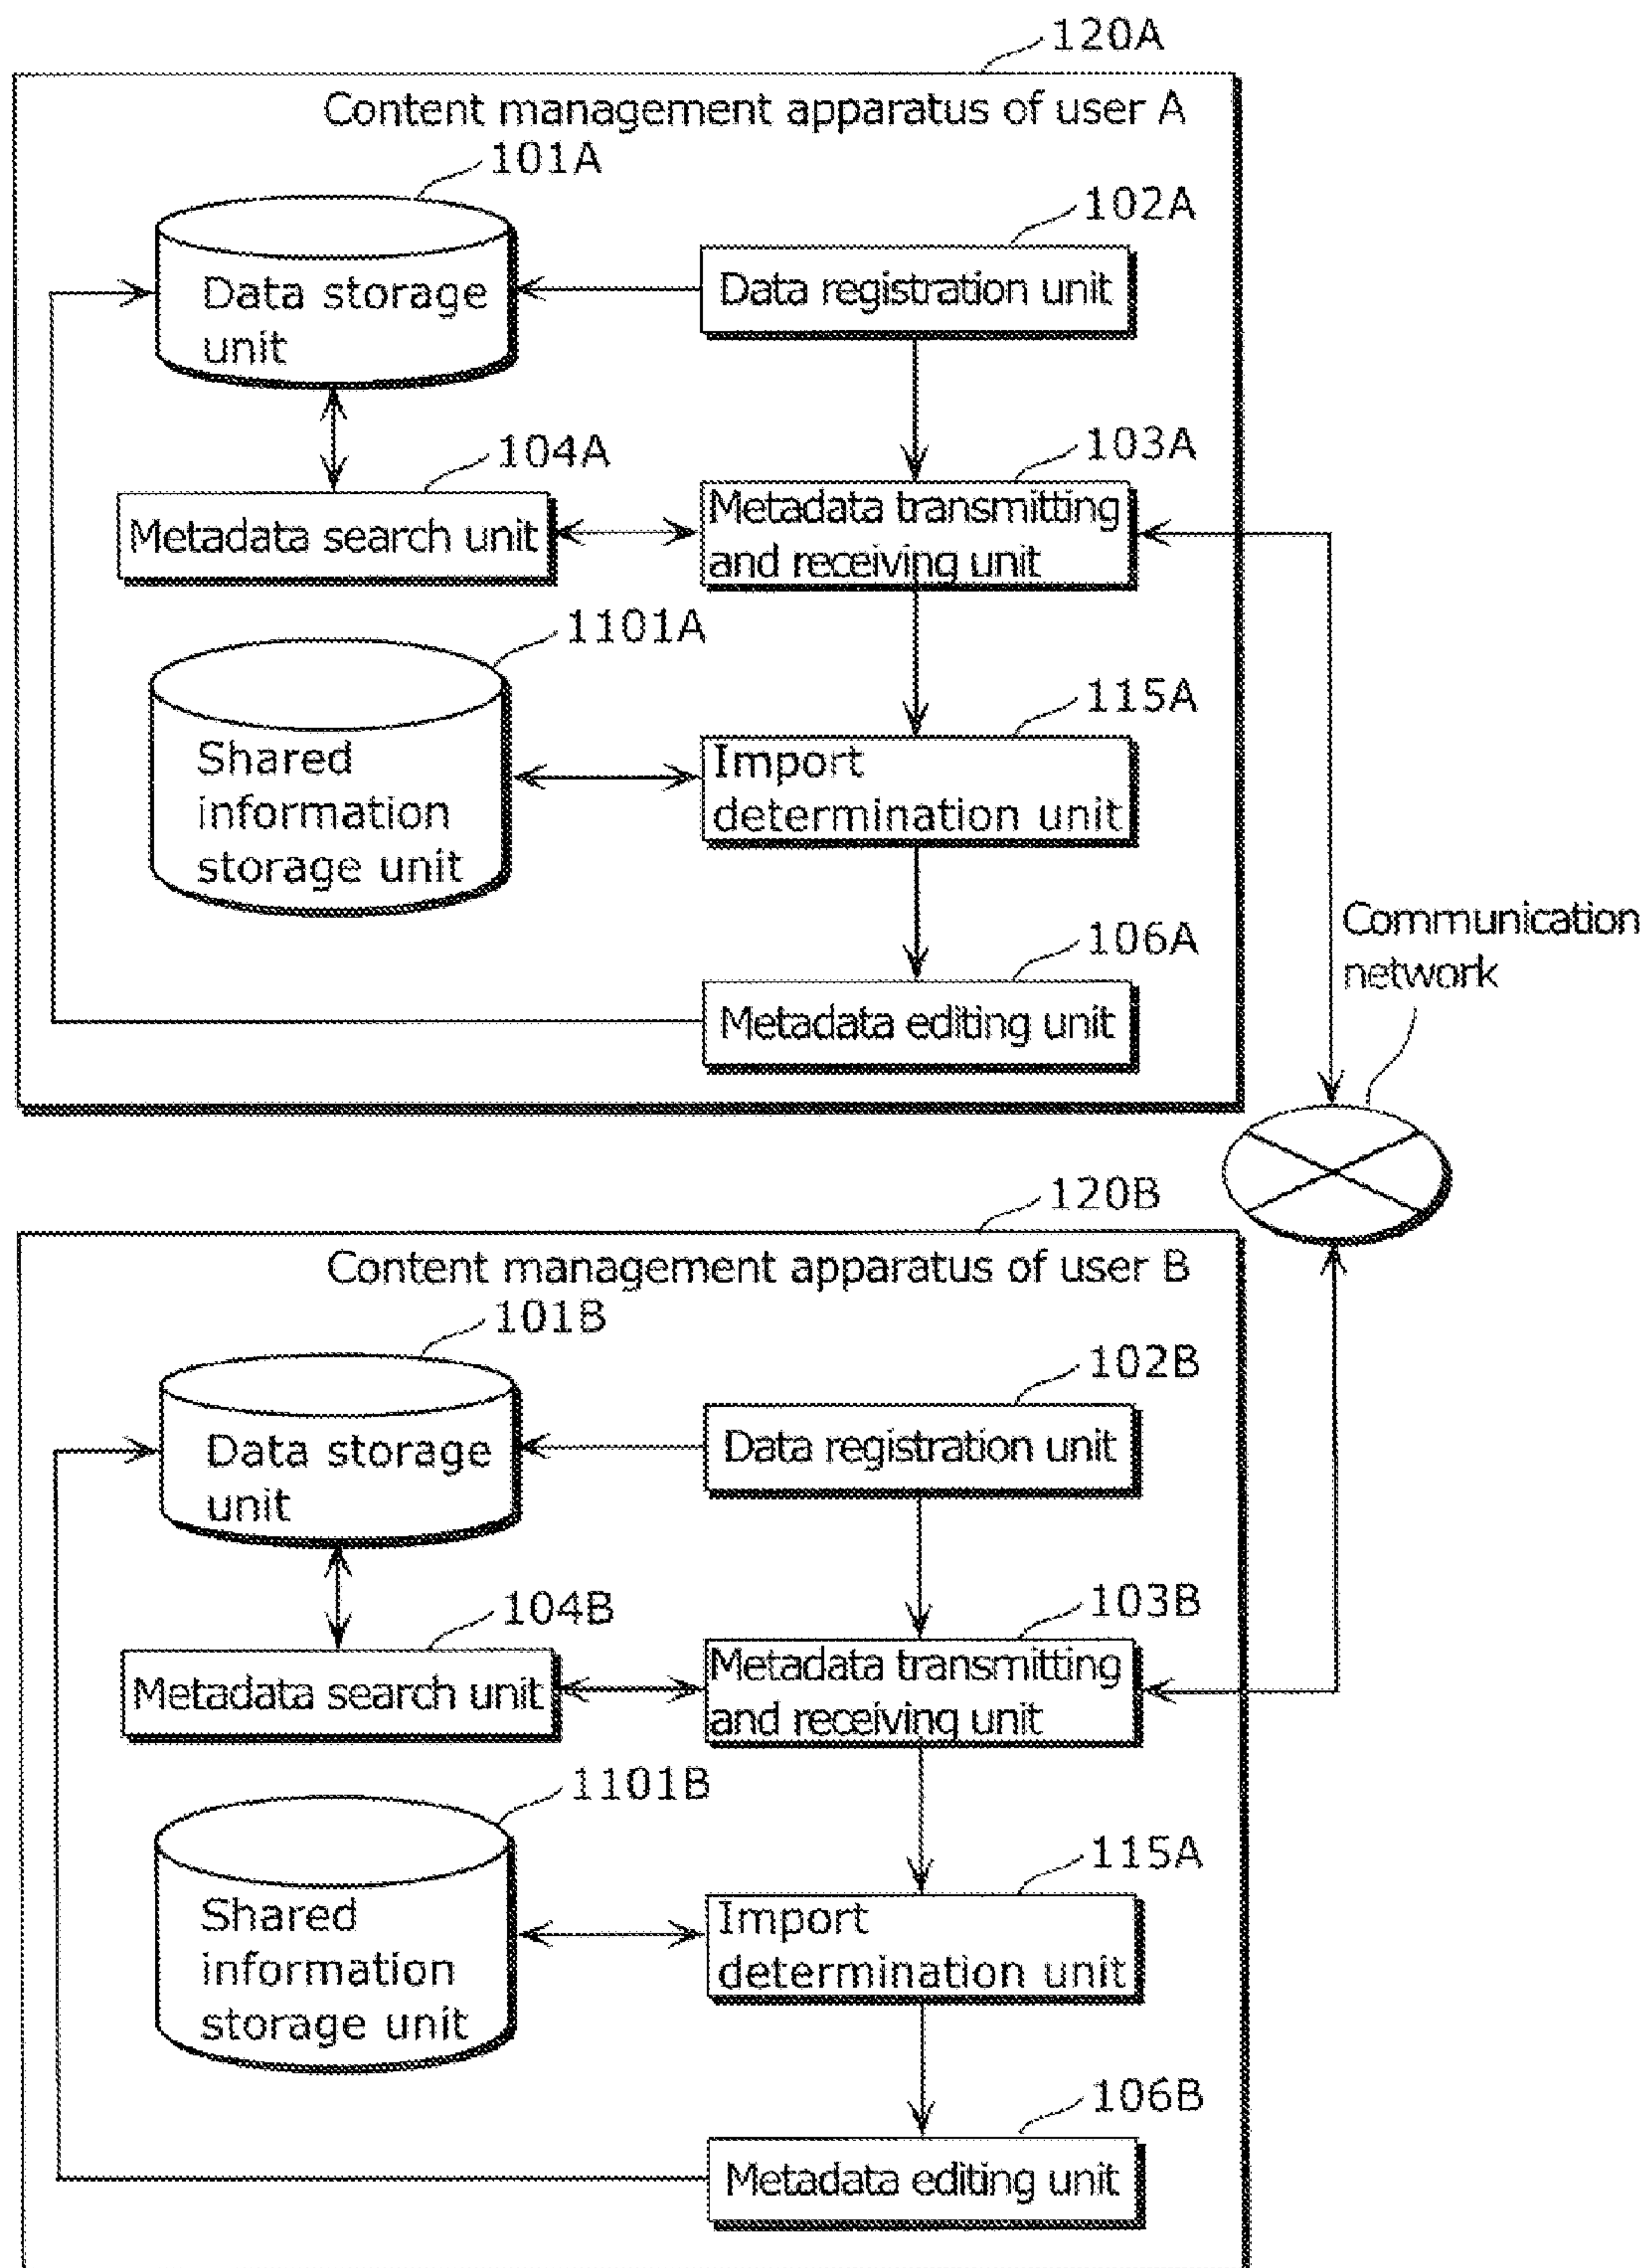 120A
Content management apparatus of user A
101A
102A
Data storage
unit
Data registration unit
104A
103A
Metadata search unit
Metadata transmitting
and receiving unit
1101A
115A
Shared
information
storage unit
Import
determination unit
106A
Metadata editing unit
Communication
network
120B
Content management apparatus of user B
101B
102B
Data storage
unit
Data registration unit
104B
103B
Metadata search unit
Metadata transmitting
and receiving unit
1101B
115A
Shared
information
storage unit
Import
determination unit
106B
Metadata editing unit